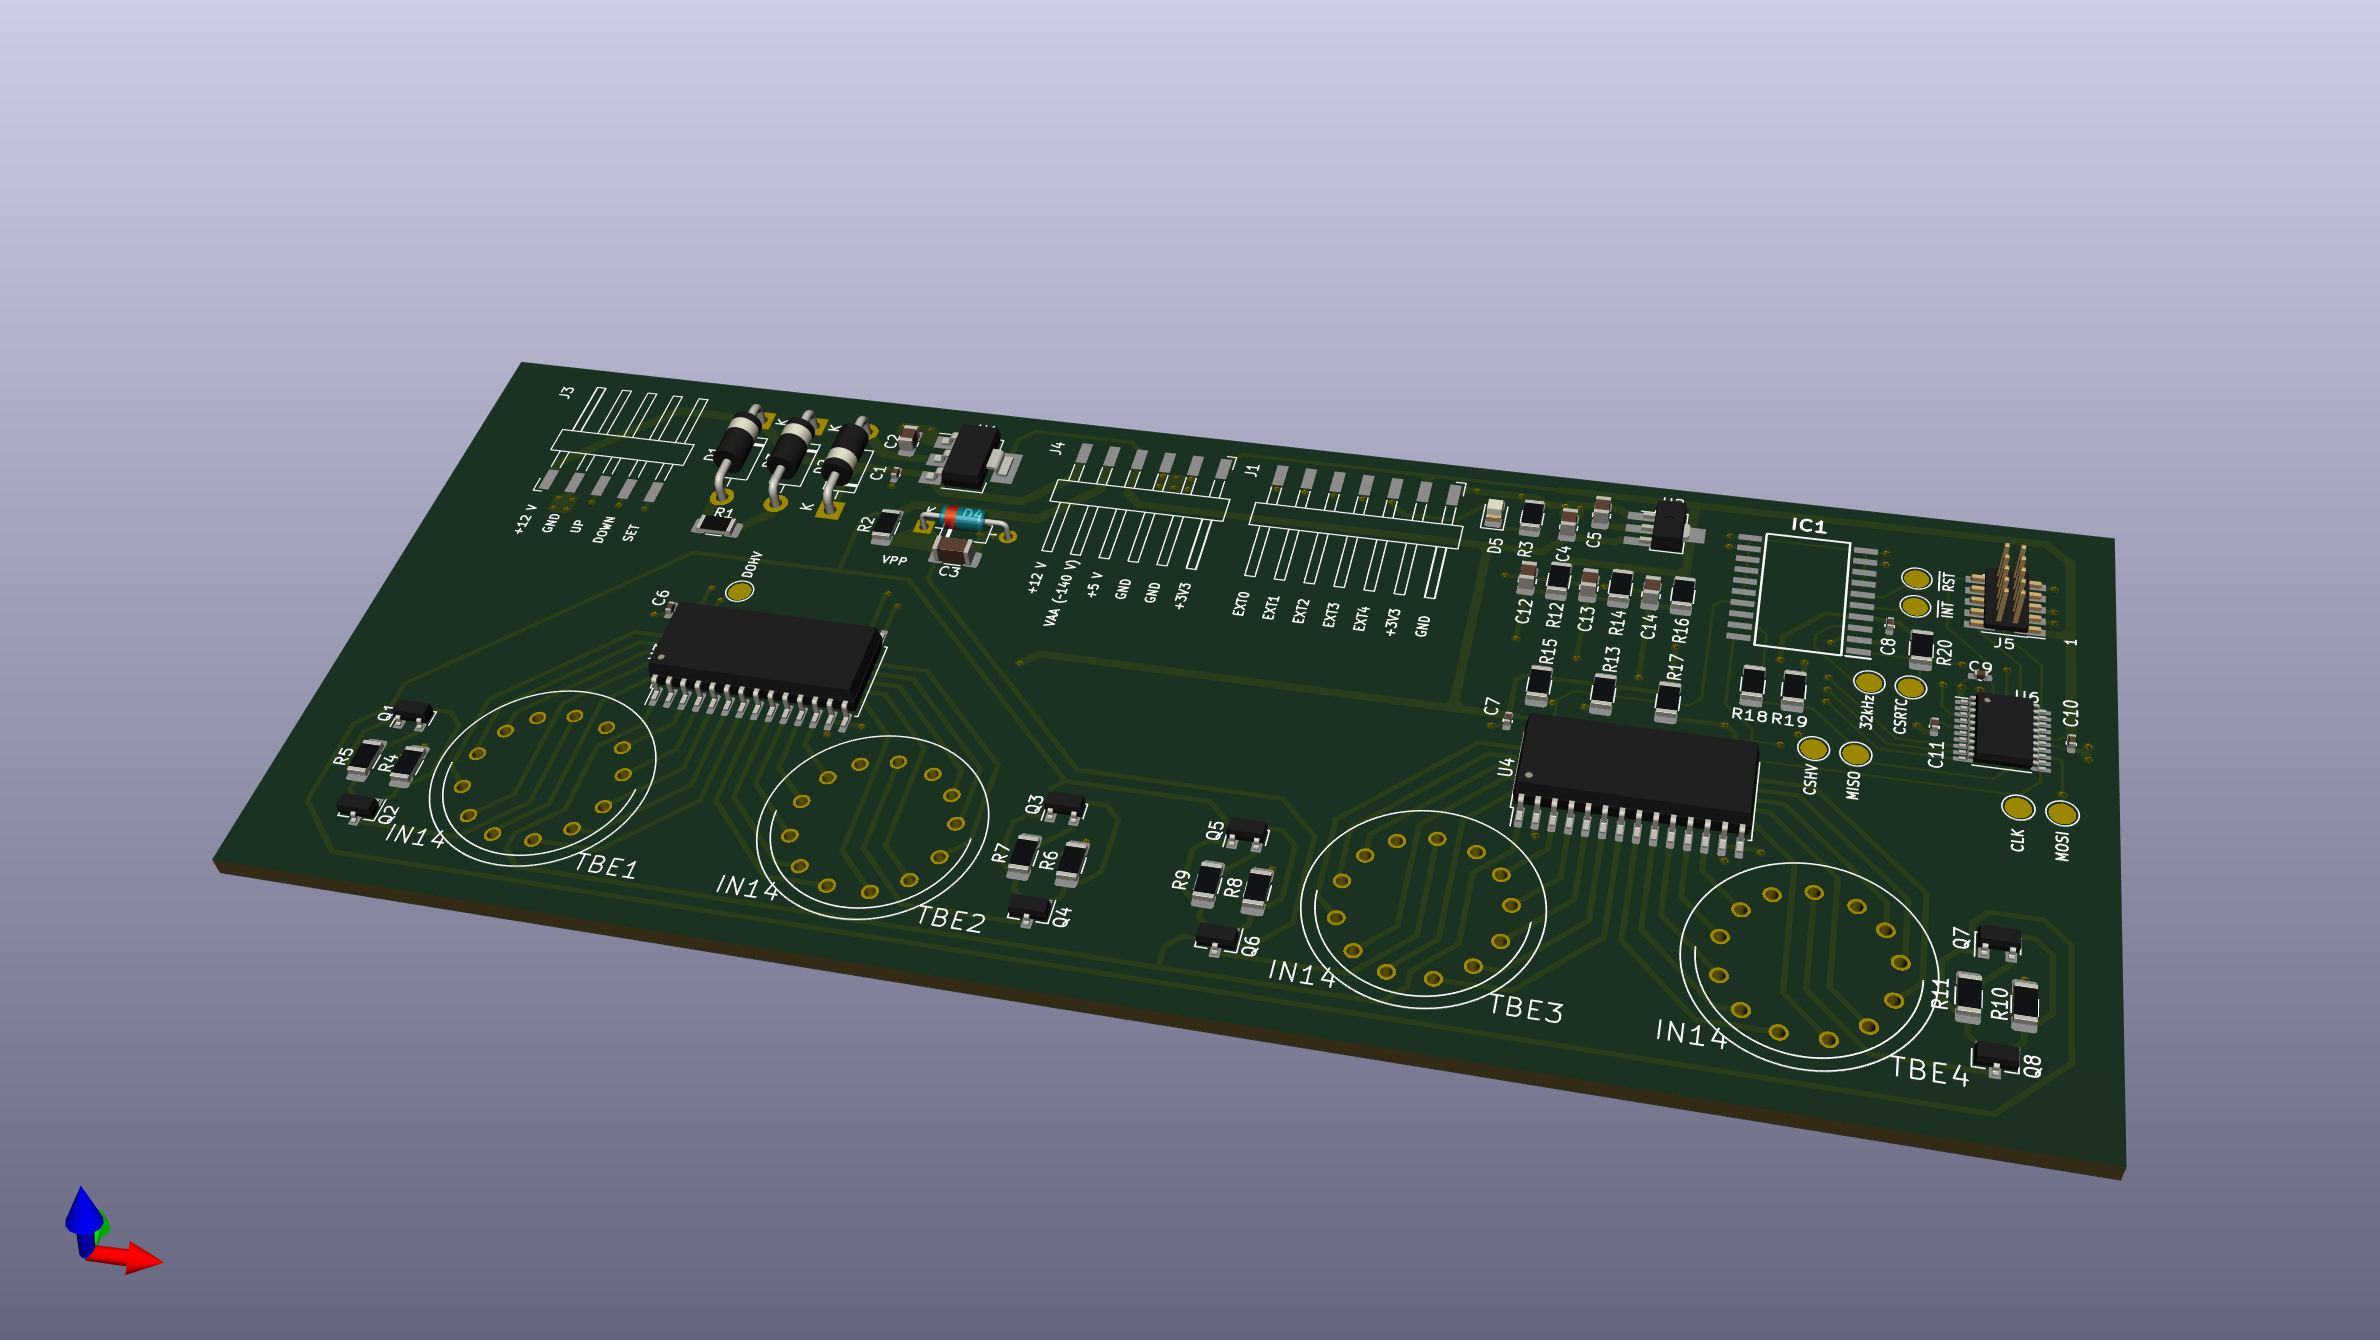 J3
+12 V
GND
UP
DOWN
SET
K
K
K
R1
C2
C1
R2
K
D4
VPP
C3
DOHV
C6
J4
+12 V
VAA (-140 V)
+5 V
GND
GND
+3V3
J1
EXT0
EXT1
EXT2
EXT3
EXT4
+3V3
GND
D5
R3
C4
C5
IC1
C12
R12
C13
R14
C14
R16
R15
R13
R17
RST
INT
J5
1
C8
R20
C9
U6
C10
C11
R18
R19
32kHz
CSRTC
CSHV
MISO
CLK
MOSI
C7
U4
Q1
R5
R4
Q2
IN14
TBE1
IN14
TBE2
Q3
R7
R6
Q4
Q5
R9
R8
Q6
IN14
TBE3
IN14
TBE4
Q7
R11
R10
Q8